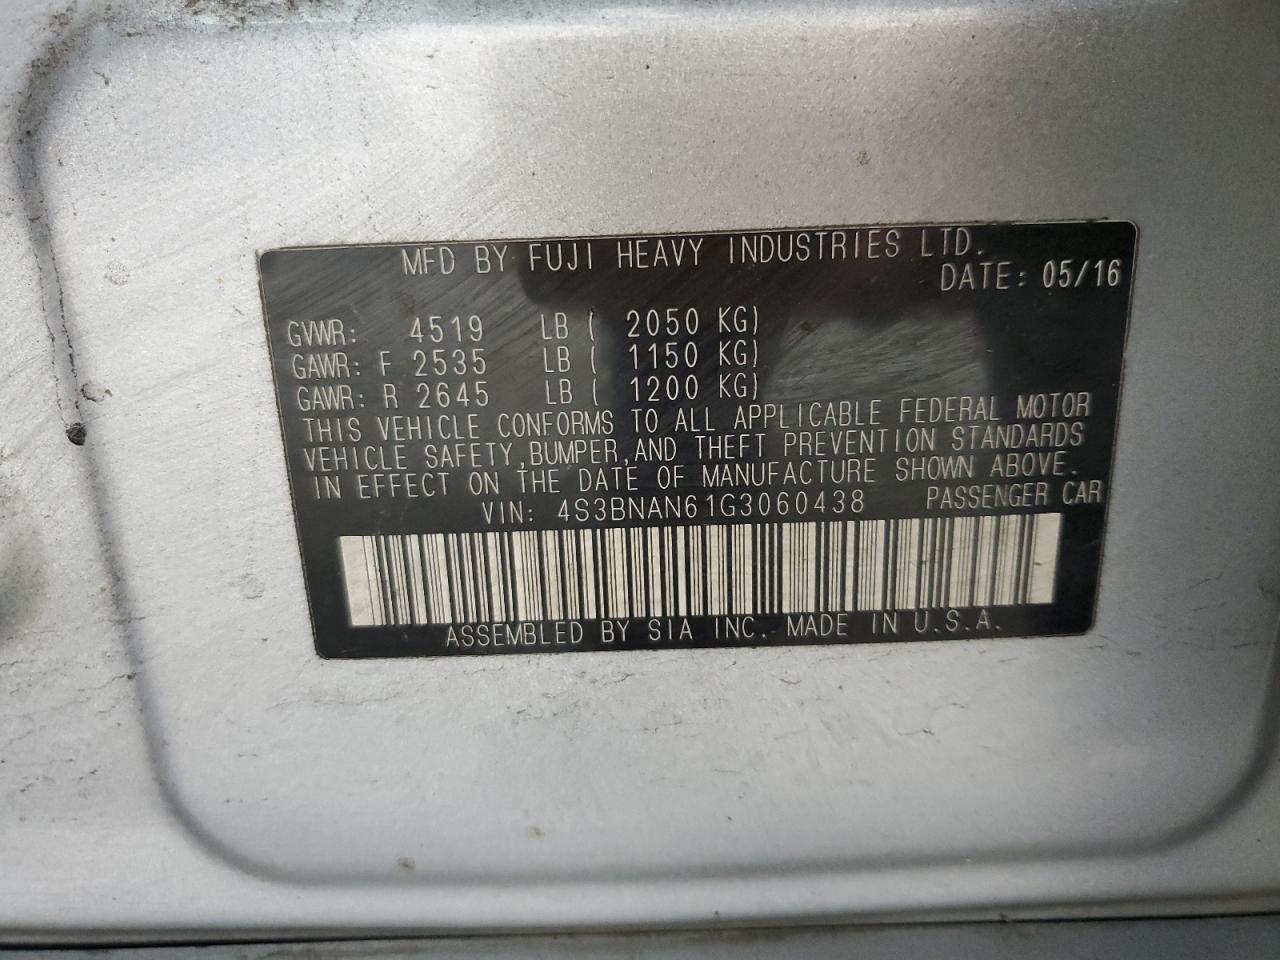 MFD BY FUJI HEAVY INDUSTRIES LTD.
DATE: 05/16
GVWR: 4519 LB ( 2050 KG)
GAWR: F 2535 LB ( 1150 KG)
GAWR: R 2645 LB ( 1200 KG)
THIS VEHICLE CONFORMS TO ALL APPLICABLE FEDERAL MOTOR
VEHICLE SAFETY,BUMPER,AND THEFT PREVENTION STANDARDS
IN EFFECT ON THE DATE OF MANUFACTURE SHOWN ABOVE.
VIN: 4S3BNAN61G3060438 PASSENGER CAR
ASSEMBLED BY SIA INC. MADE IN U.S.A.